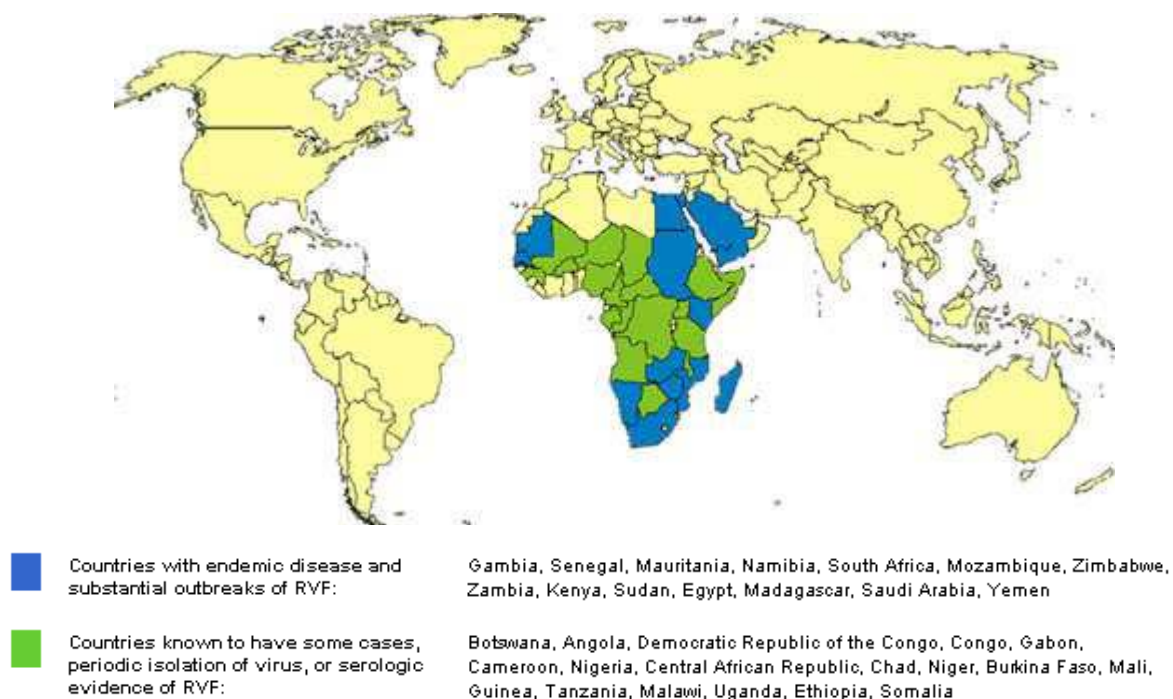 Countries with endemic disease and
substantial outbreaks of RVF:
Gambia, Senegal, Mauritania, Namibia, South Africa, Mozambique, Zimbabwe,
Zambia, Kenya, Sudan, Egypt, Madagascar, Saudi Arabia, Yemen
Countries known to have some cases,
periodic isolation of virus, or serologic
evidence of RVF:
Botswana, Angola, Democratic Republic of the Congo, Congo, Gabon,
Cameroon, Nigeria, Central African Republic, Chad, Niger, Burkina Faso, Mali,
Guinea, Tanzania, Malawi, Uganda, Ethiopia, Somalia